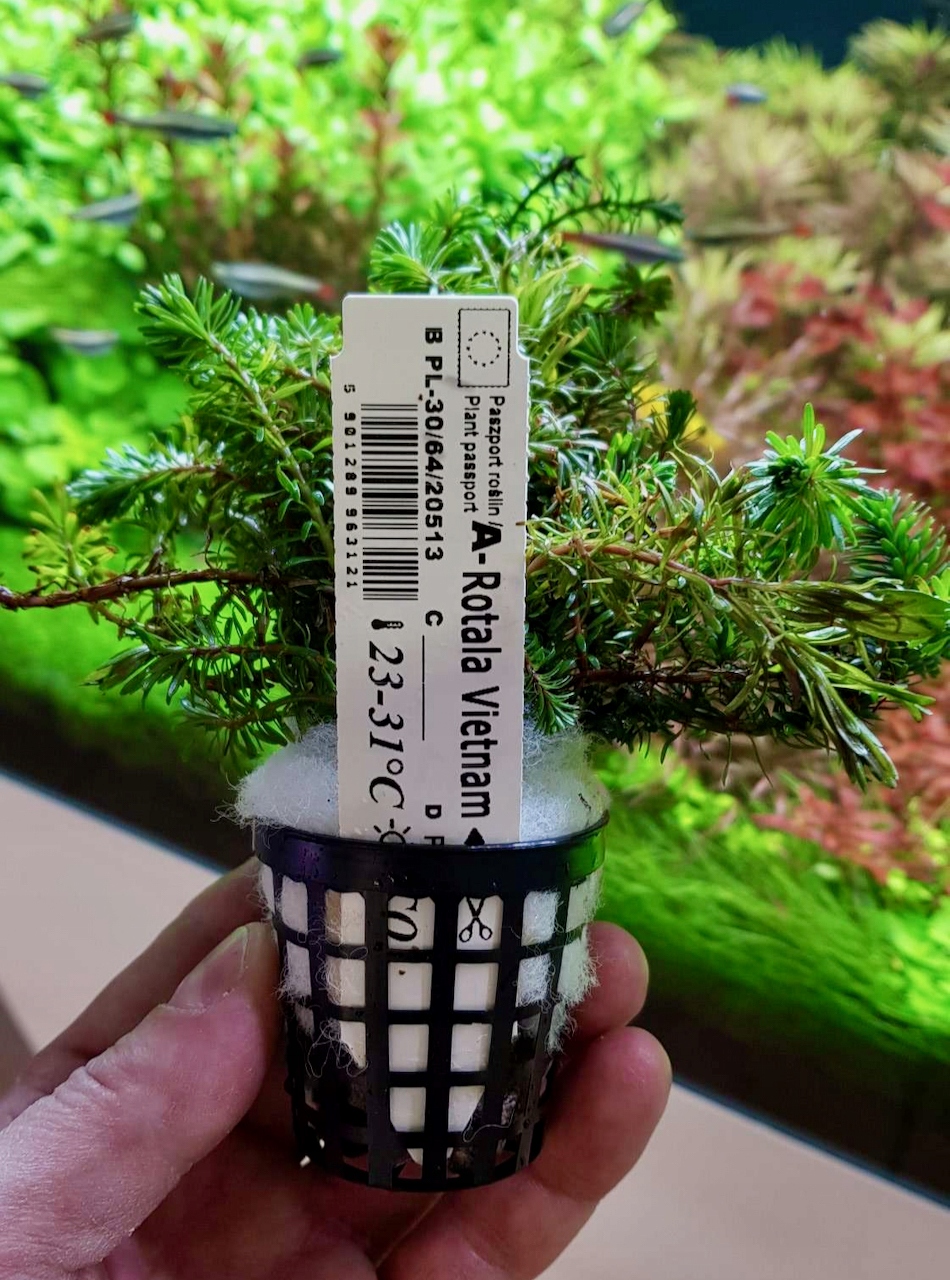 Paszport roślin /
Plant passport
A-Rotala Vietnam
B PL-30/64/20513 C D
5 901289 963121
23-31°C